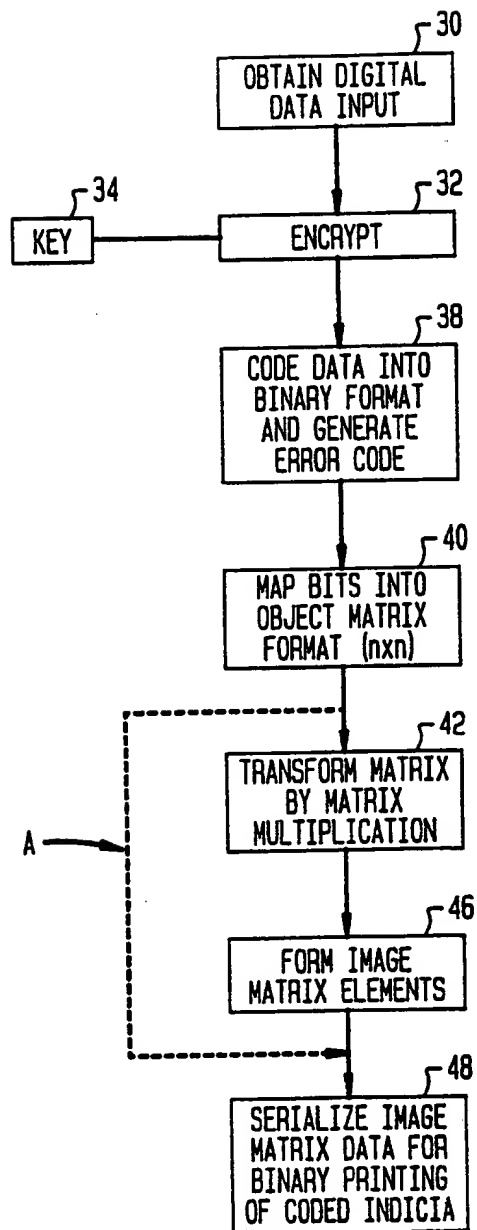 30
OBTAIN DIGITAL
DATA INPUT
34
KEY
32
ENCRYPT
38
CODE DATA INTO
BINARY FORMAT
AND GENERATE
ERROR CODE
40
MAP BITS INTO
OBJECT MATRIX
FORMAT (nxn)
42
TRANSFORM MATRIX
BY MATRIX
MULTIPLICATION
A
46
FORM IMAGE
MATRIX ELEMENTS
48
SERIALIZE IMAGE
MATRIX DATA FOR
BINARY PRINTING
OF CODED INDICIA